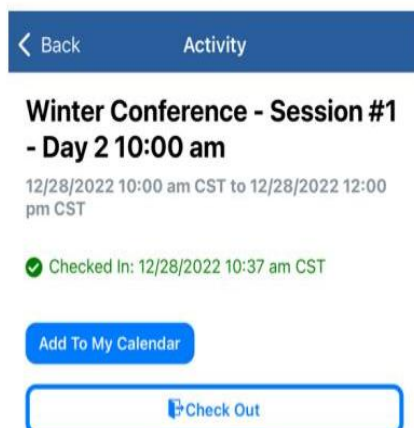 Back
Activity
Winter Conference - Session #1
- Day 2 10:00 am
12/28/2022 10:00 am CST to 12/28/2022 12:00
pm CST
Checked In: 12/28/2022 10:37 am CST
Add To My Calendar
Check Out